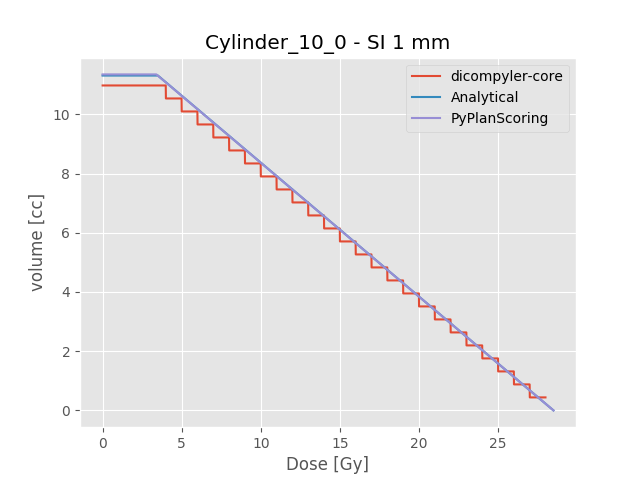 Cylinder_10_0 - SI 1 mm
dicompyler-core
Analytical
PyPlanScoring
volume [cc]
10
8
6
4
2
0
0 5 10 15 20 25
Dose [Gy]